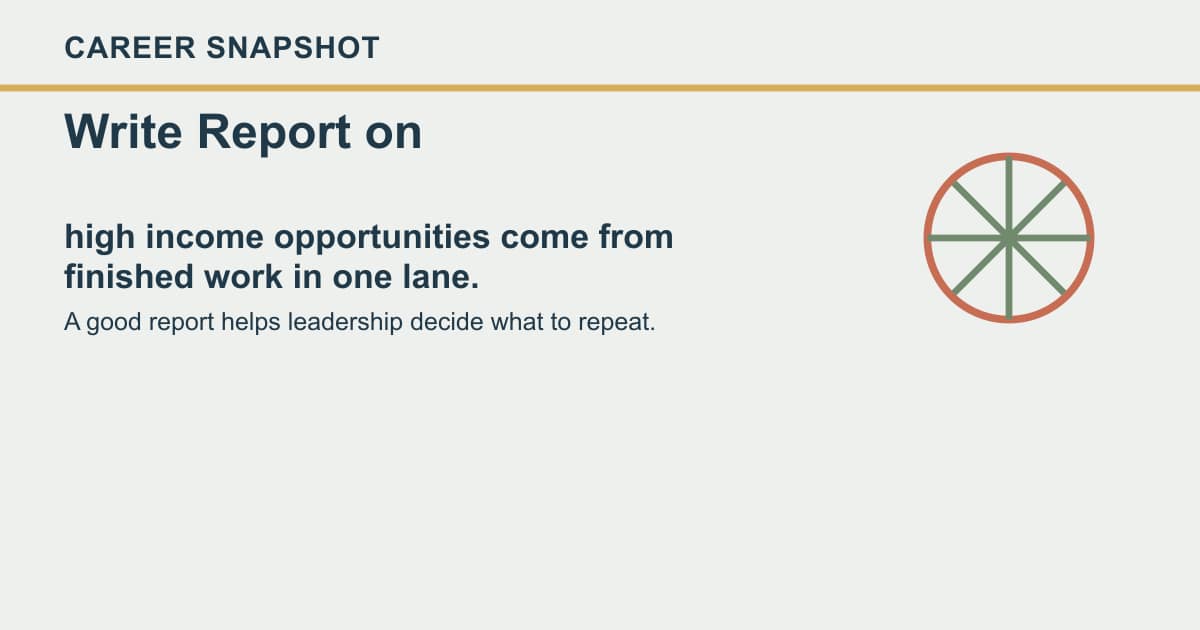 CAREER SNAPSHOT
Write Report on
high income opportunities come from
finished work in one lane.
A good report helps leadership decide what to repeat.